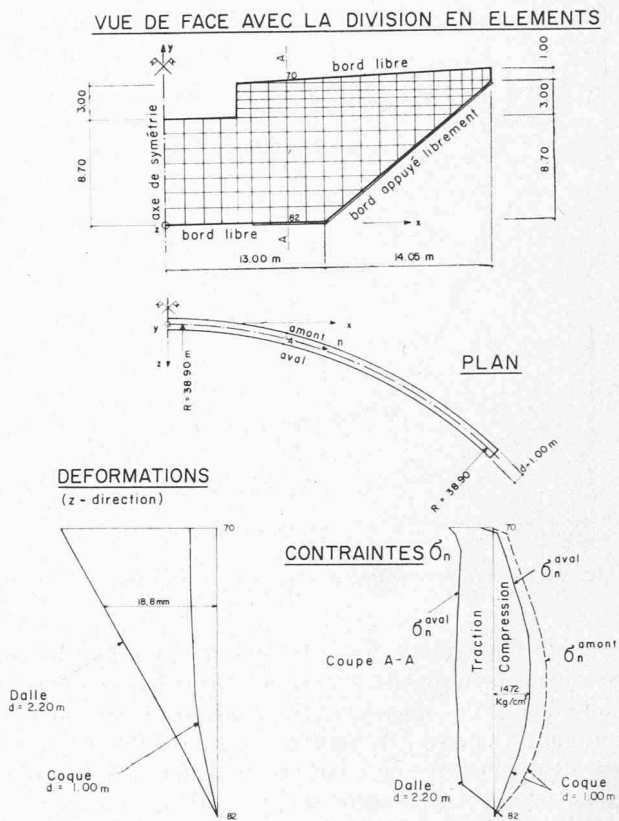 VUE DE FACE AVEC LA DIVISION EN ELEMENTS
y
A
70
bord libre
1.00
3.00
3.00
8.70
axe de symétrie
bord appuyé librement
8.70
z
82
x
bord libre
A
13.00 m
14.05 m
x
y
amont n
aval
z
R = 38.90 m
PLAN
R = 38.90
d=1.00 m
DEFORMATIONS
(z - direction)
70
18,8mm
Dalle
d = 2.20 m
Coque
d = 1.00 m
82
CONTRAINTES σn
70
σn aval
σn aval
Traction
Compression
σn amont
Coupe A-A
14.72
Kg/cm²
Dalle
d= 2.20 m
Coque
d= 1.00 m
82